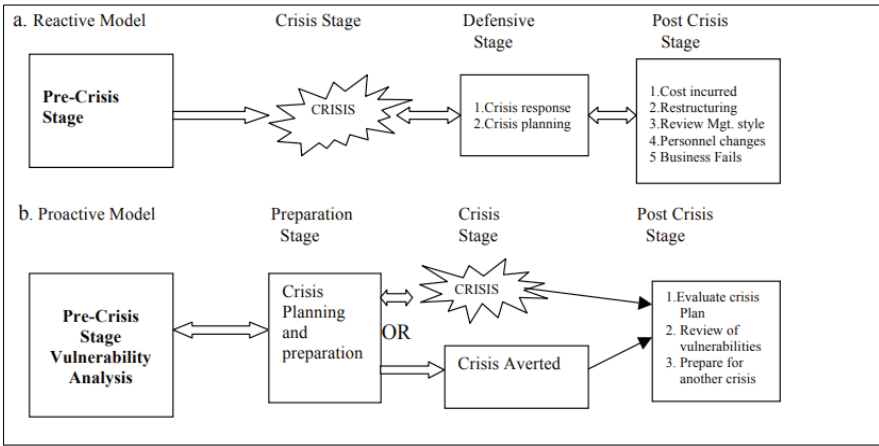 a. Reactive Model
Crisis Stage
Defensive
Stage
Post Crisis
Stage
Pre-Crisis
Stage
CRISIS
1.Crisis response
2.Crisis planning
1.Cost incurred
2.Restructuring
3.Review Mgt. style
4.Personnel changes
5 Business Fails
b. Proactive Model
Preparation
Stage
Crisis
Stage
Post Crisis
Stage
Pre-Crisis
Stage
Vulnerability
Analysis
Crisis
Planning
and
preparation
OR
CRISIS
Crisis Averted
1.Evaluate crisis
Plan
2. Review of
vulnerabilities
3. Prepare for
another crisis